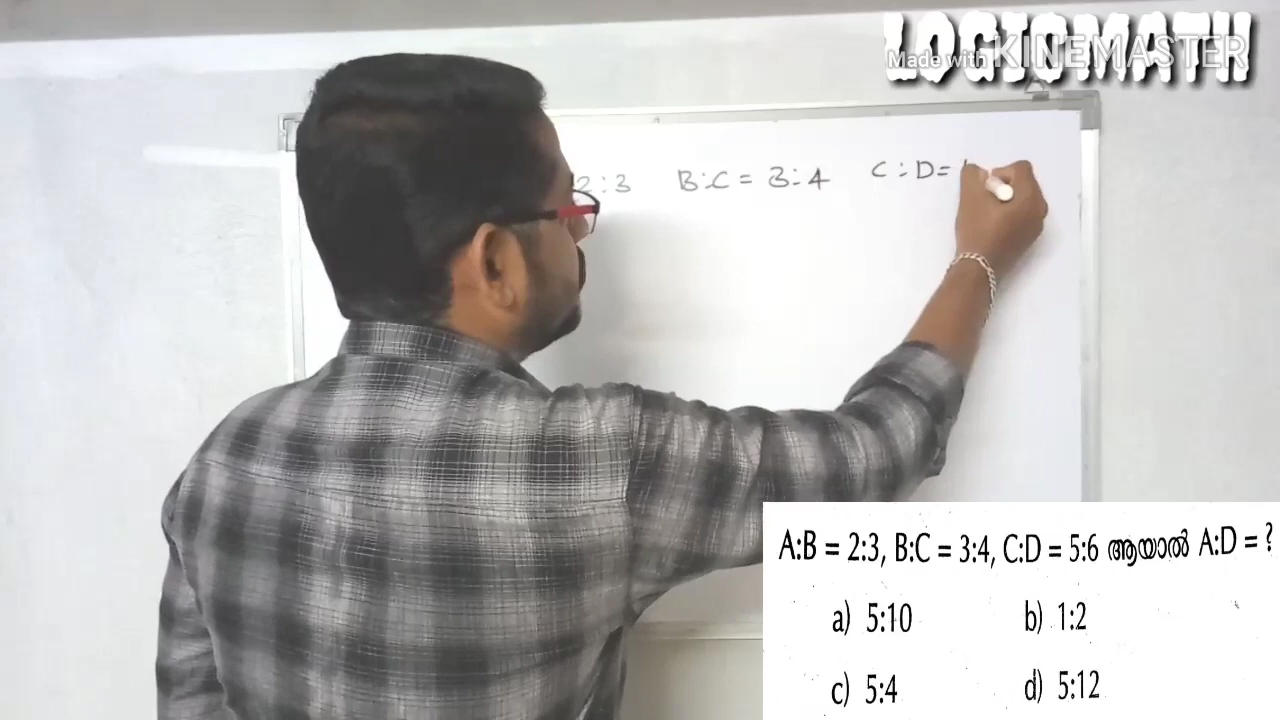 LOGICMATH
Made with KINEMASTER
2:3 B:C = 3:4 C:D=
A:B = 2:3, B:C = 3:4, C:D = 5:6 ആയാൽ A:D = ?
a) 5:10 b) 1:2
c) 5:4 d) 5:12